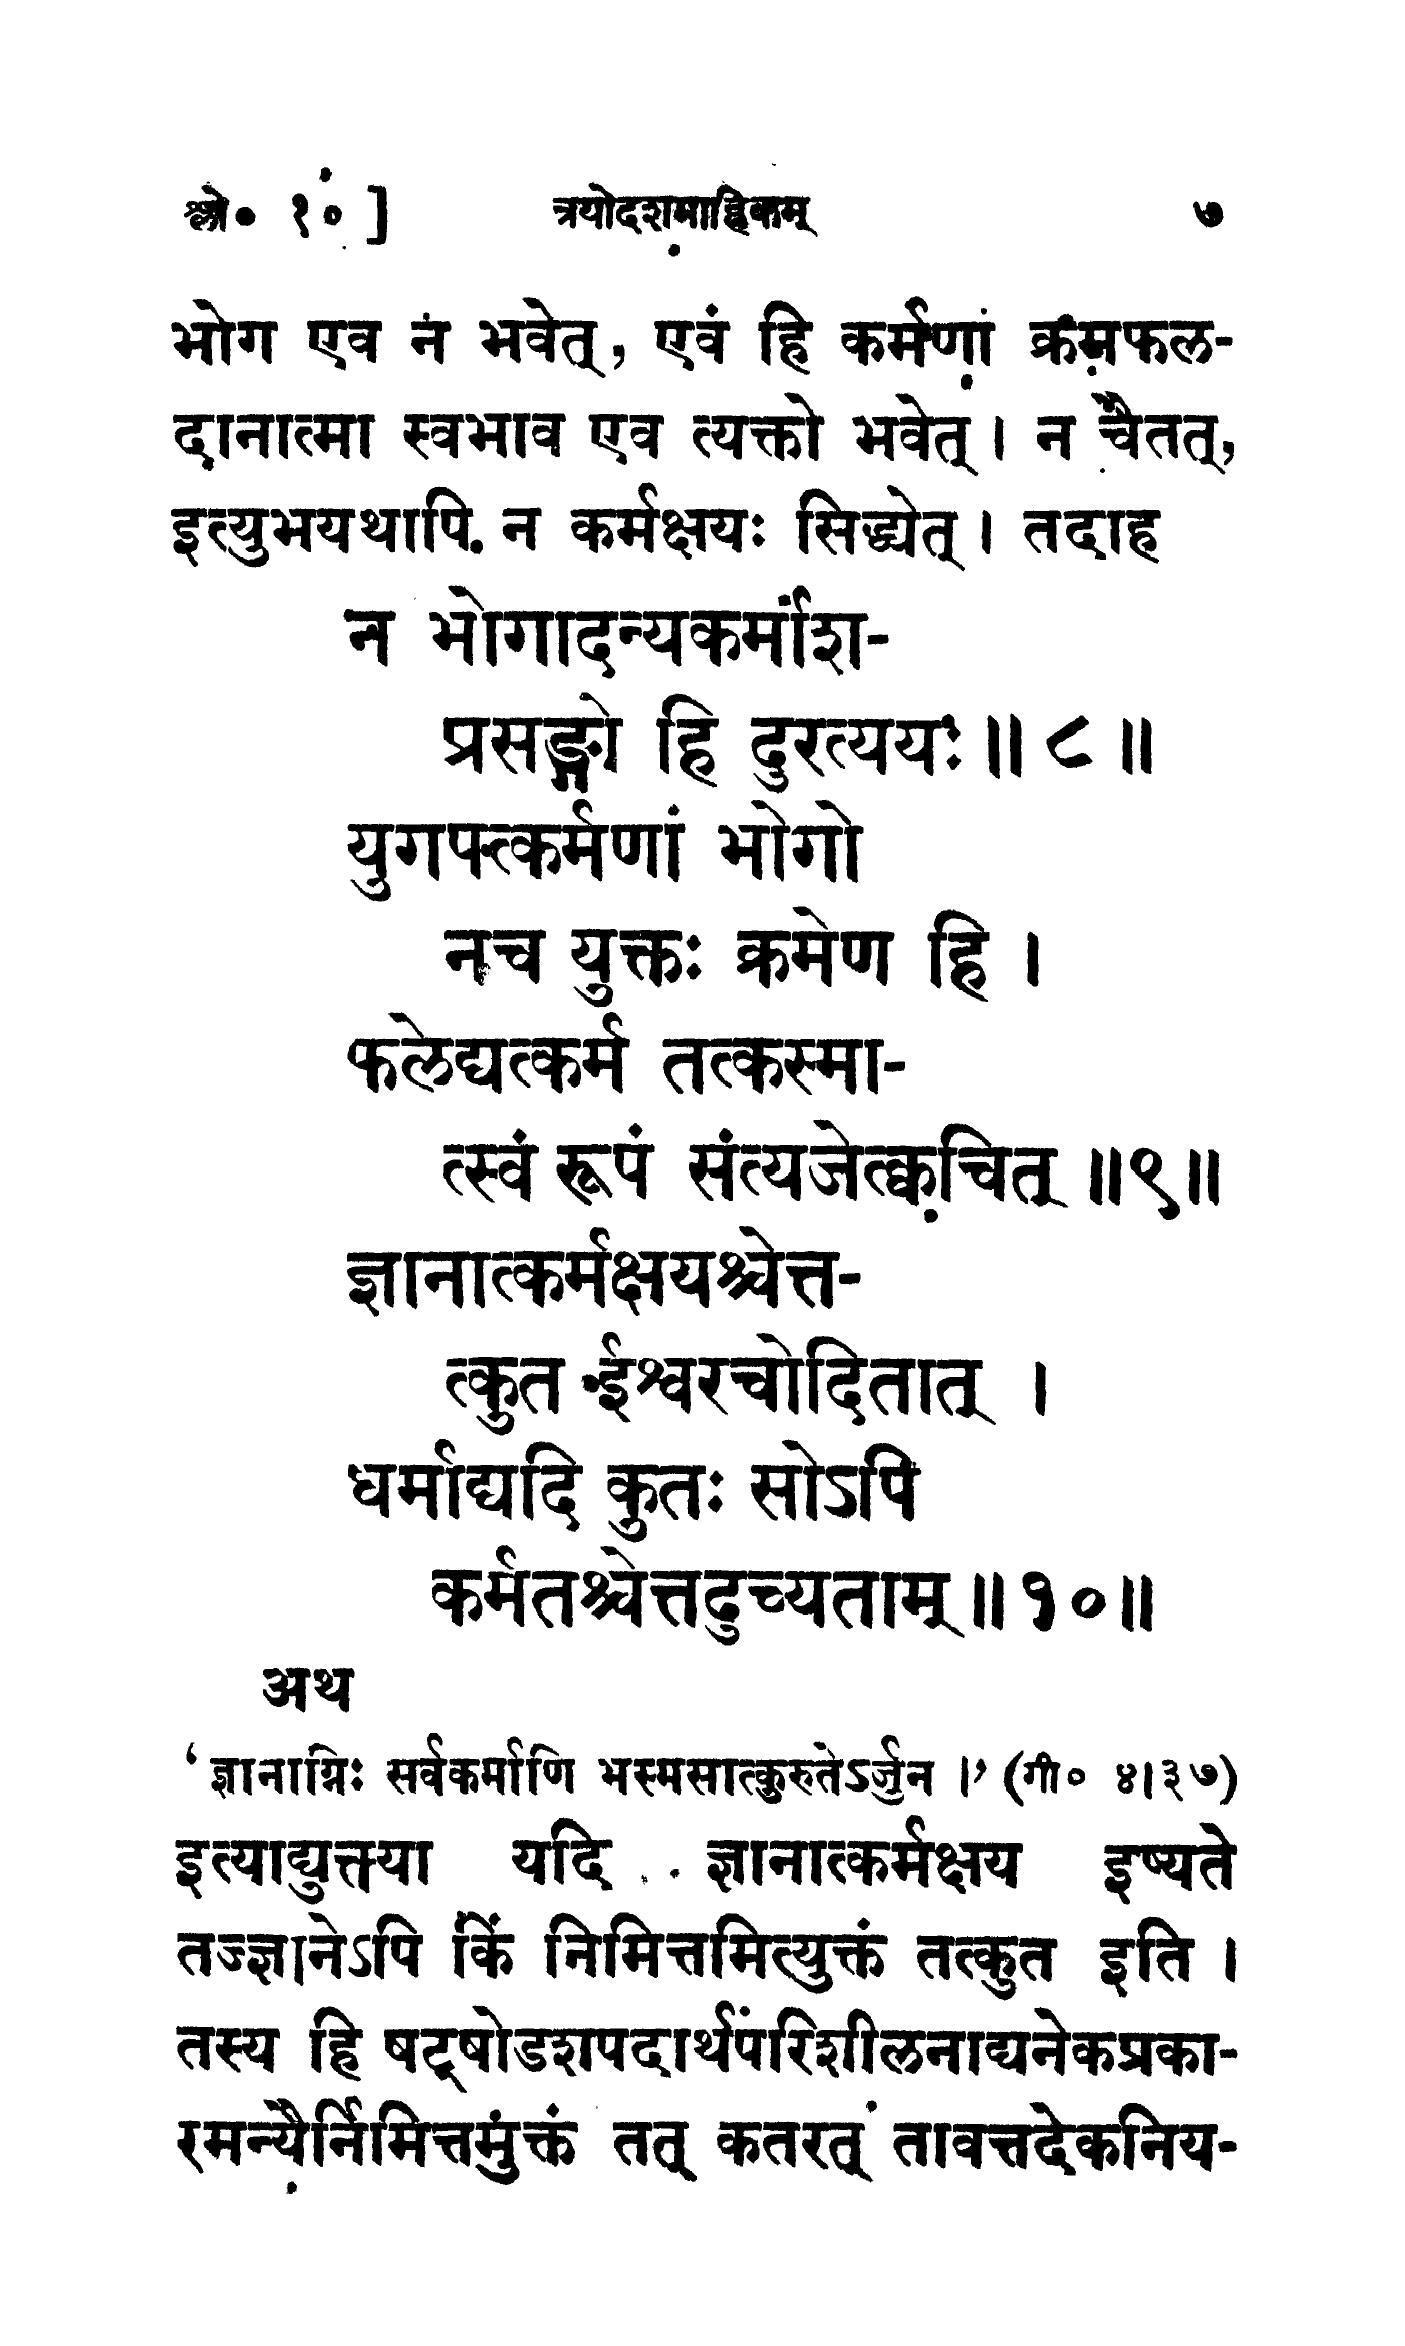 श्लो० १० ]
त्रयोदशमाह्निकम्
७
भोग एव न भवेत्, एवं हि कर्मणां क्रमफल-
दानात्मा स्वभाव एव त्यक्तो भवेत् । न चैतत्,
इत्युभयथापि न कर्मक्षयः सिद्ध्येत् । तदाह
न भोगादन्यकर्मांश-
प्रसङ्गो हि दुरत्ययः ॥ ८ ॥
युगपत्कर्मणां भोगो
नच युक्तः क्रमेण हि ।
फलेद्यत्कर्म तत्कस्मा-
त्स्वं रूपं संत्यजेत्क्वचित् ॥९॥
ज्ञानात्कर्मक्षयश्चेत्त-
त्कुत ईश्वरचोदितात् ।
धर्माद्यदि कुतः सोऽपि
कर्मतश्चेत्तदुच्यताम् ॥१०॥
अथ
‘ज्ञानाग्निः सर्वकर्माणि भस्मसात्कुरुतेऽर्जुन ।’ (गी० ४।३७)
इत्याद्युक्त्या यदि ज्ञानात्कर्मक्षय इष्यते
तज्ज्ञानेऽपि किं निमित्तमित्युक्तं तत्कुत इति ।
तस्य हि षट्षोडशपदार्थपरिशीलनाद्यनेकप्रका-
रमन्यैर्निमित्तमुक्तं तत् कतरत् तावत्तदेकनिय-